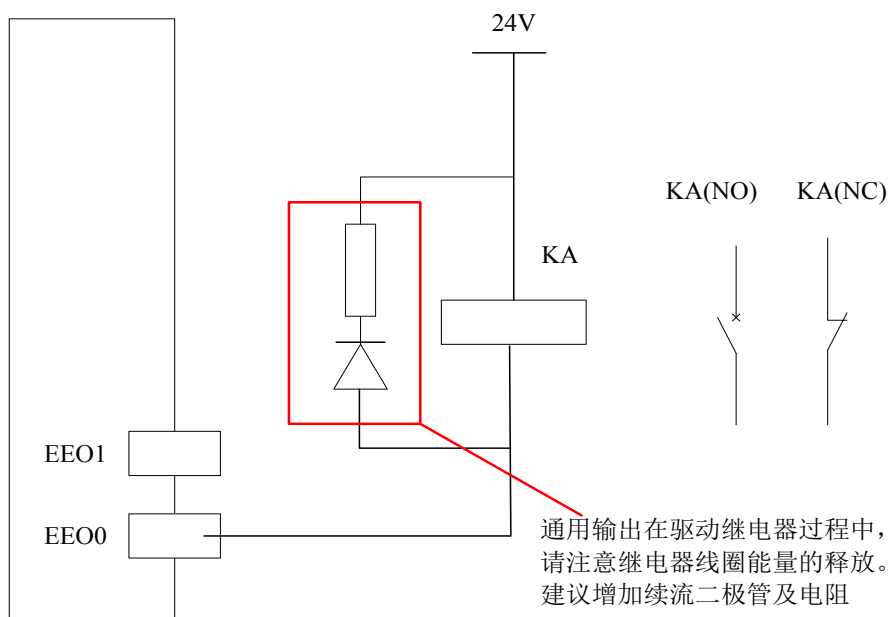 24V
KA(NO)
KA(NC)
KA
EEO1
EEO0
通用输出在驱动继电器过程中，
请注意继电器线圈能量的释放。
建议增加续流二极管及电阻